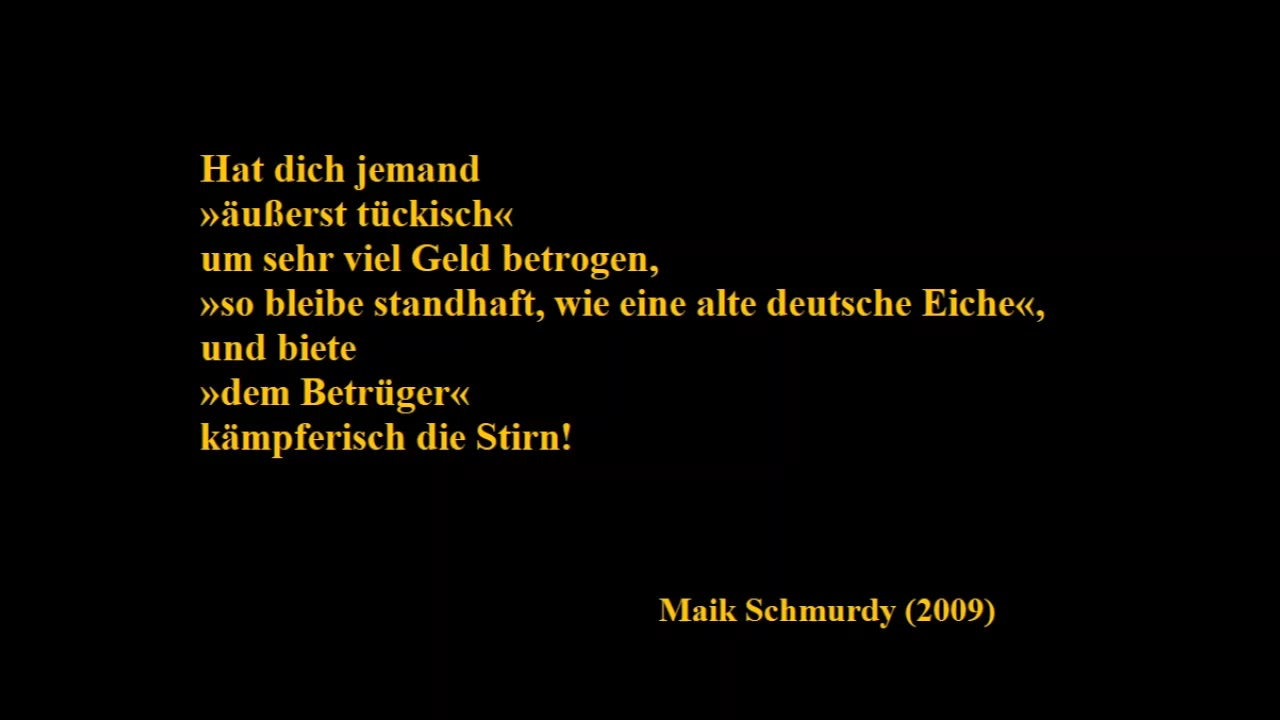 Hat dich jemand
»äußerst tückisch«
um sehr viel Geld betrogen,
»so bleibe standhaft, wie eine alte deutsche Eiche«,
und biete
»dem Betrüger«
kämpferisch die Stirn!
Maik Schmurdy (2009)